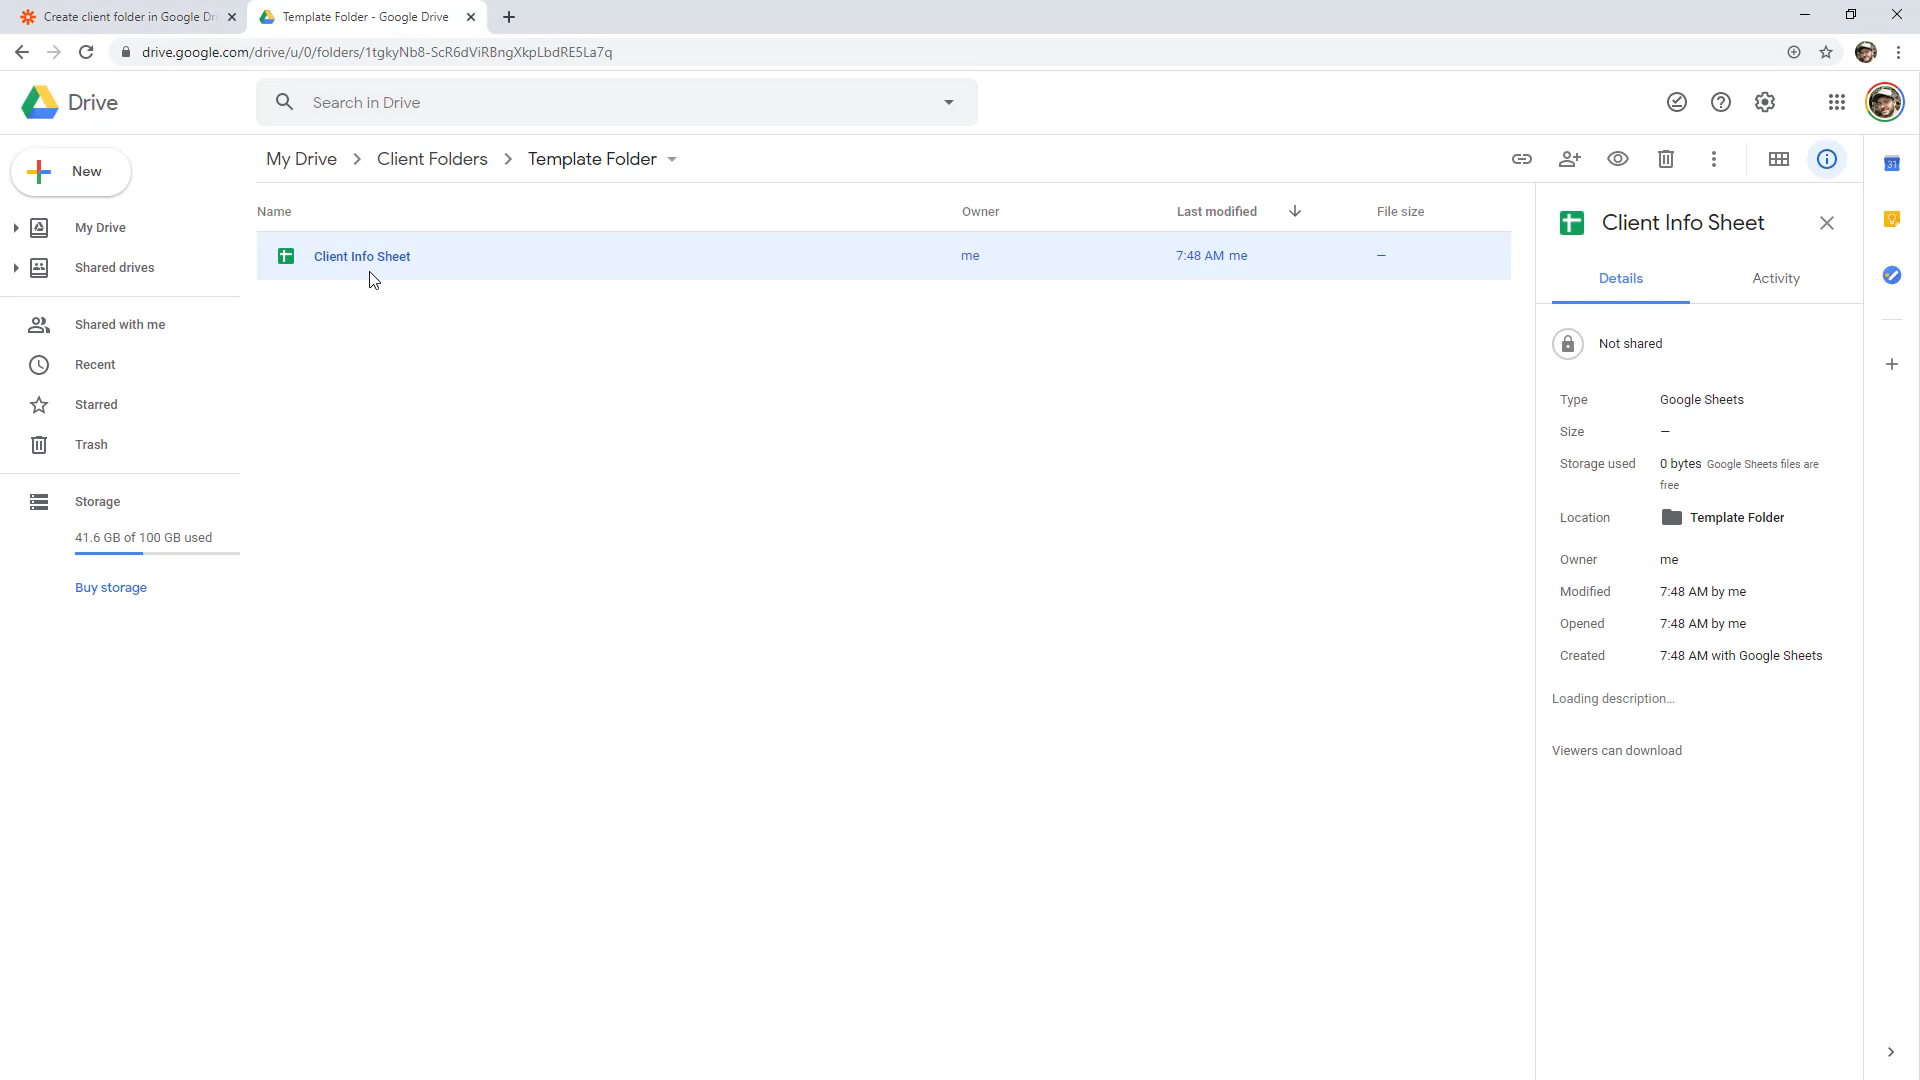 Create client folder in Google Dr
Template Folder - Google Drive
drive.google.com/drive/u/0/folders/1tgkyNb8-ScR6dViRBngXkpLbdRE5La7q
Drive
Search in Drive
New
My Drive
Client Folders
Template Folder
Name
Owner
Last modified
File size
Client Info Sheet
me
7:48 AM me
—
My Drive
Shared drives
Shared with me
Recent
Starred
Trash
Storage
41.6 GB of 100 GB used
Buy storage
Client Info Sheet
Details
Activity
Not shared
Type
Google Sheets
Size
—
Storage used
0 bytes Google Sheets files are
free
Location
Template Folder
Owner
me
Modified
7:48 AM by me
Opened
7:48 AM by me
Created
7:48 AM with Google Sheets
Loading description...
Viewers can download
31